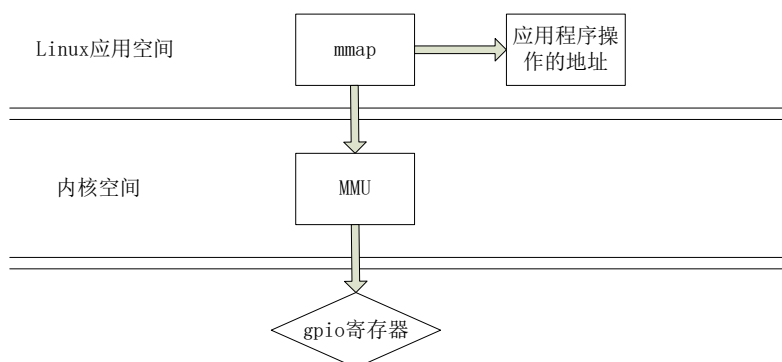 Linux应用空间
mmap
应用程序操
作的地址
内核空间
MMU
gpio寄存器